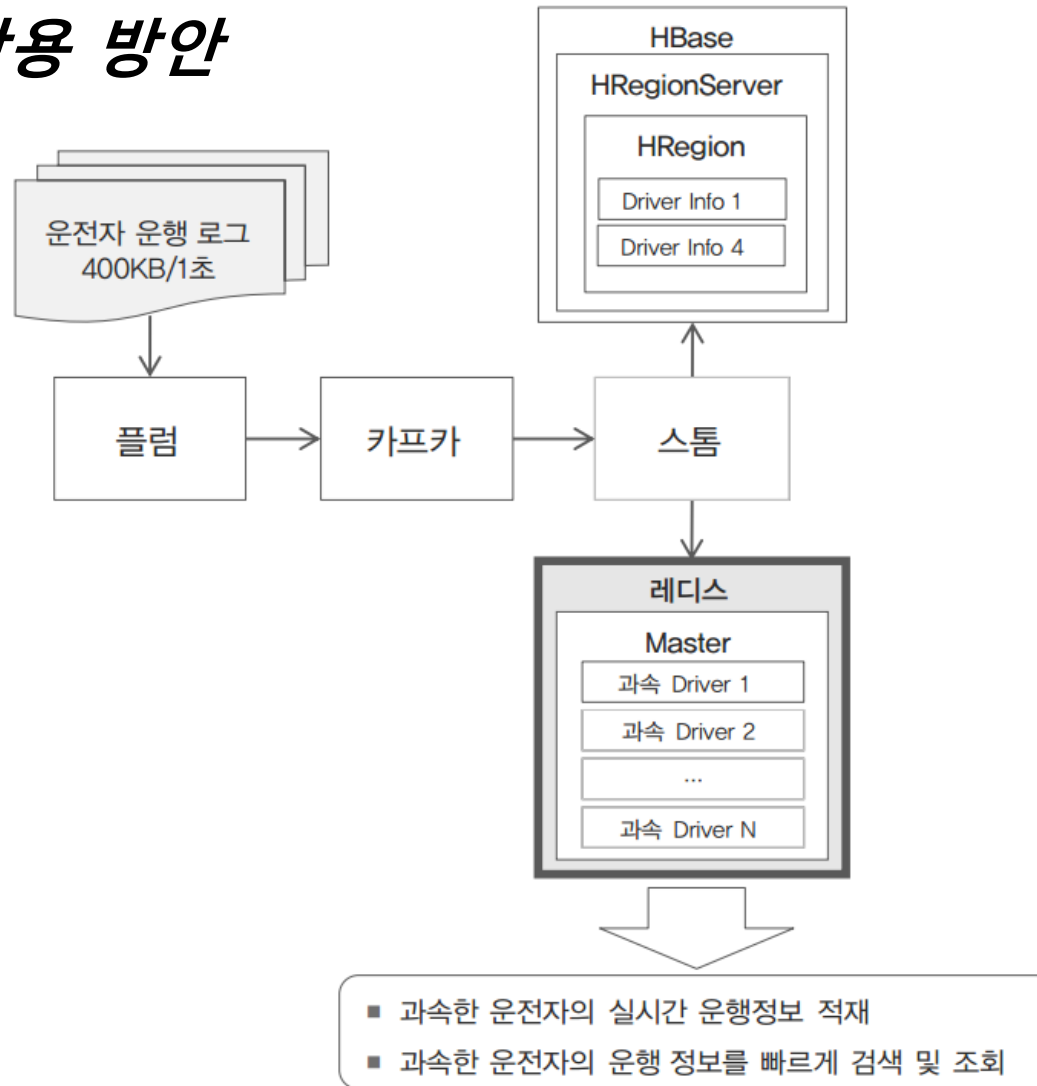 용 방안
HBase
HRegionServer
HRegion
Driver Info 1
Driver Info 4
운전자 운행 로그
400KB/1초
플럼
카프카
스톰
레디스
Master
과속 Driver 1
과속 Driver 2
...
과속 Driver N
■ 과속한 운전자의 실시간 운행정보 적재
■ 과속한 운전자의 운행 정보를 빠르게 검색 및 조회